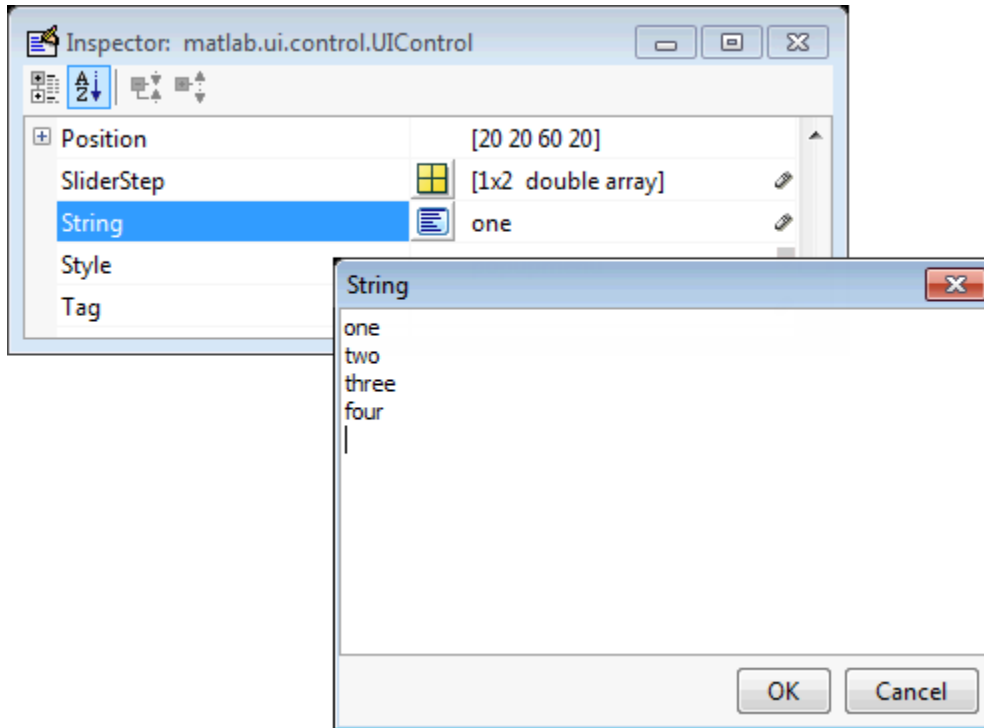 Inspector: matlab.ui.control.UIControl
Position [20 20 60 20]
SliderStep [1x2 double array]
String one
Style
Tag
String
one
two
three
four
OK Cancel